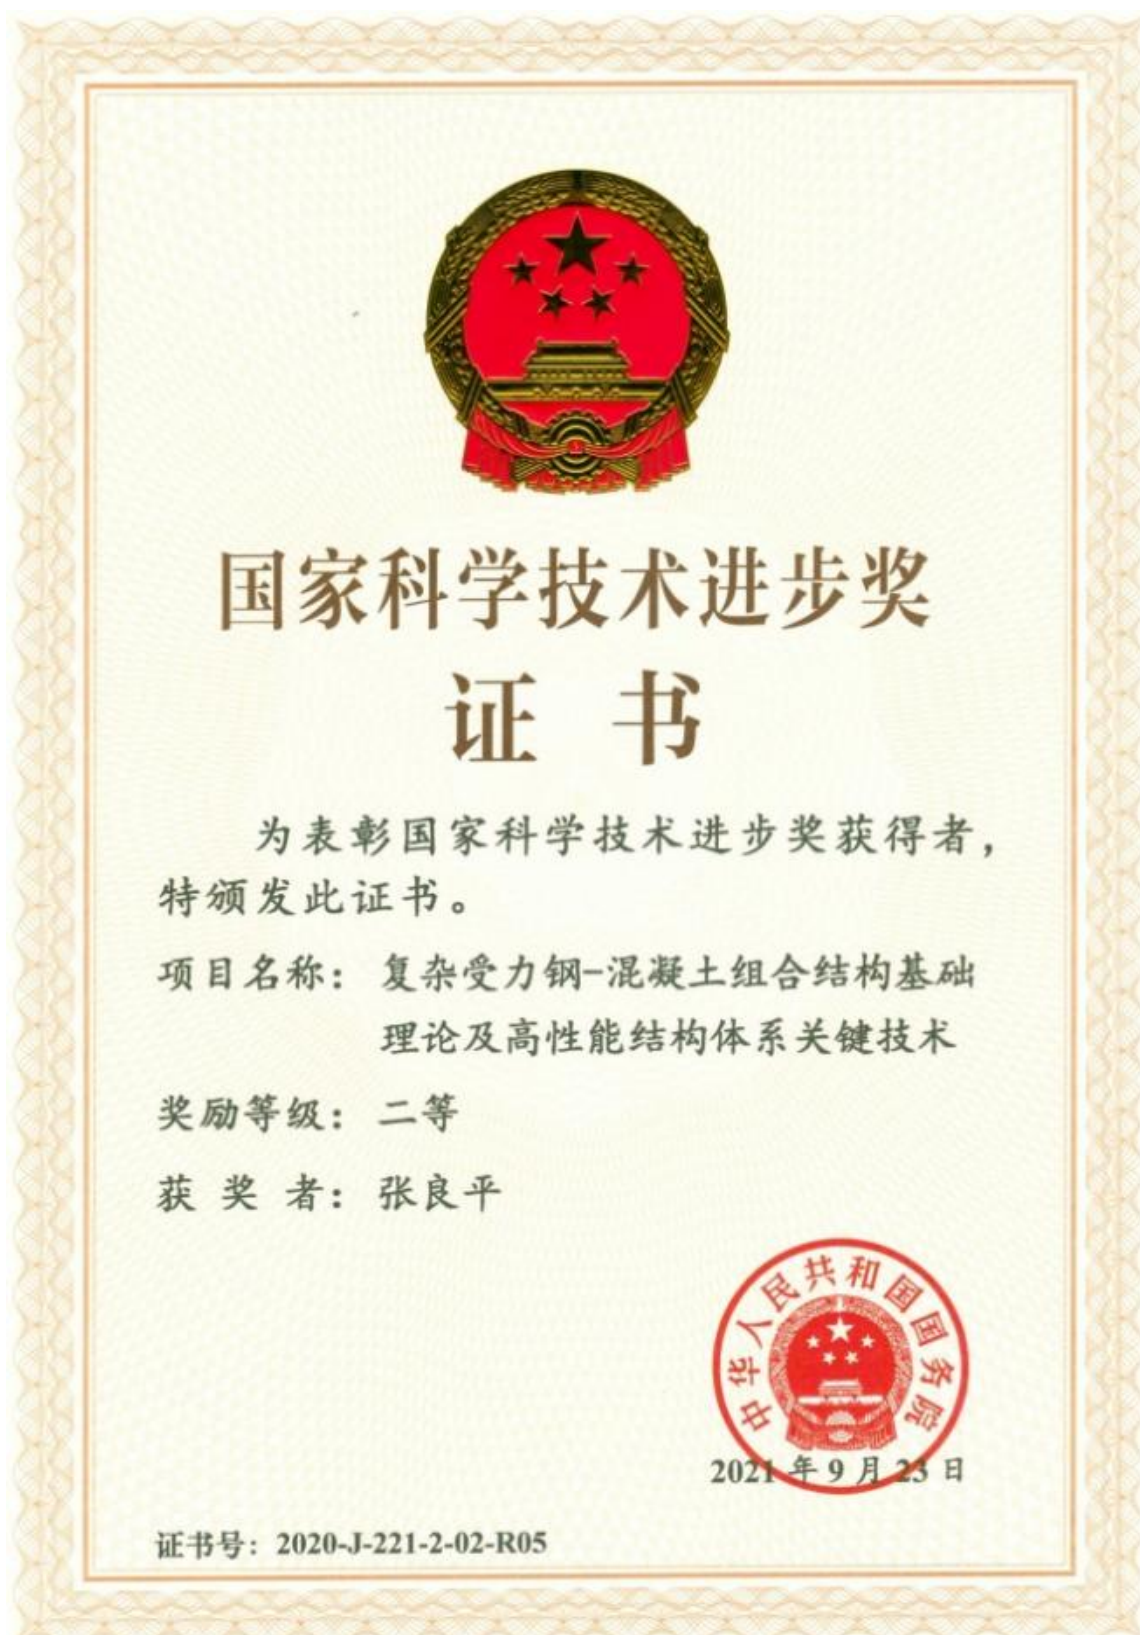 国家科学技术进步奖
证书
为表彰国家科学技术进步奖获得者，
特颁发此证书。
项目名称：复杂受力钢-混凝土组合结构基础
理论及高性能结构体系关键技术
奖励等级：二等
获奖者：张良平
中华人民共和国国务院
2021年9月23日
证书号：2020-J-221-2-02-R05